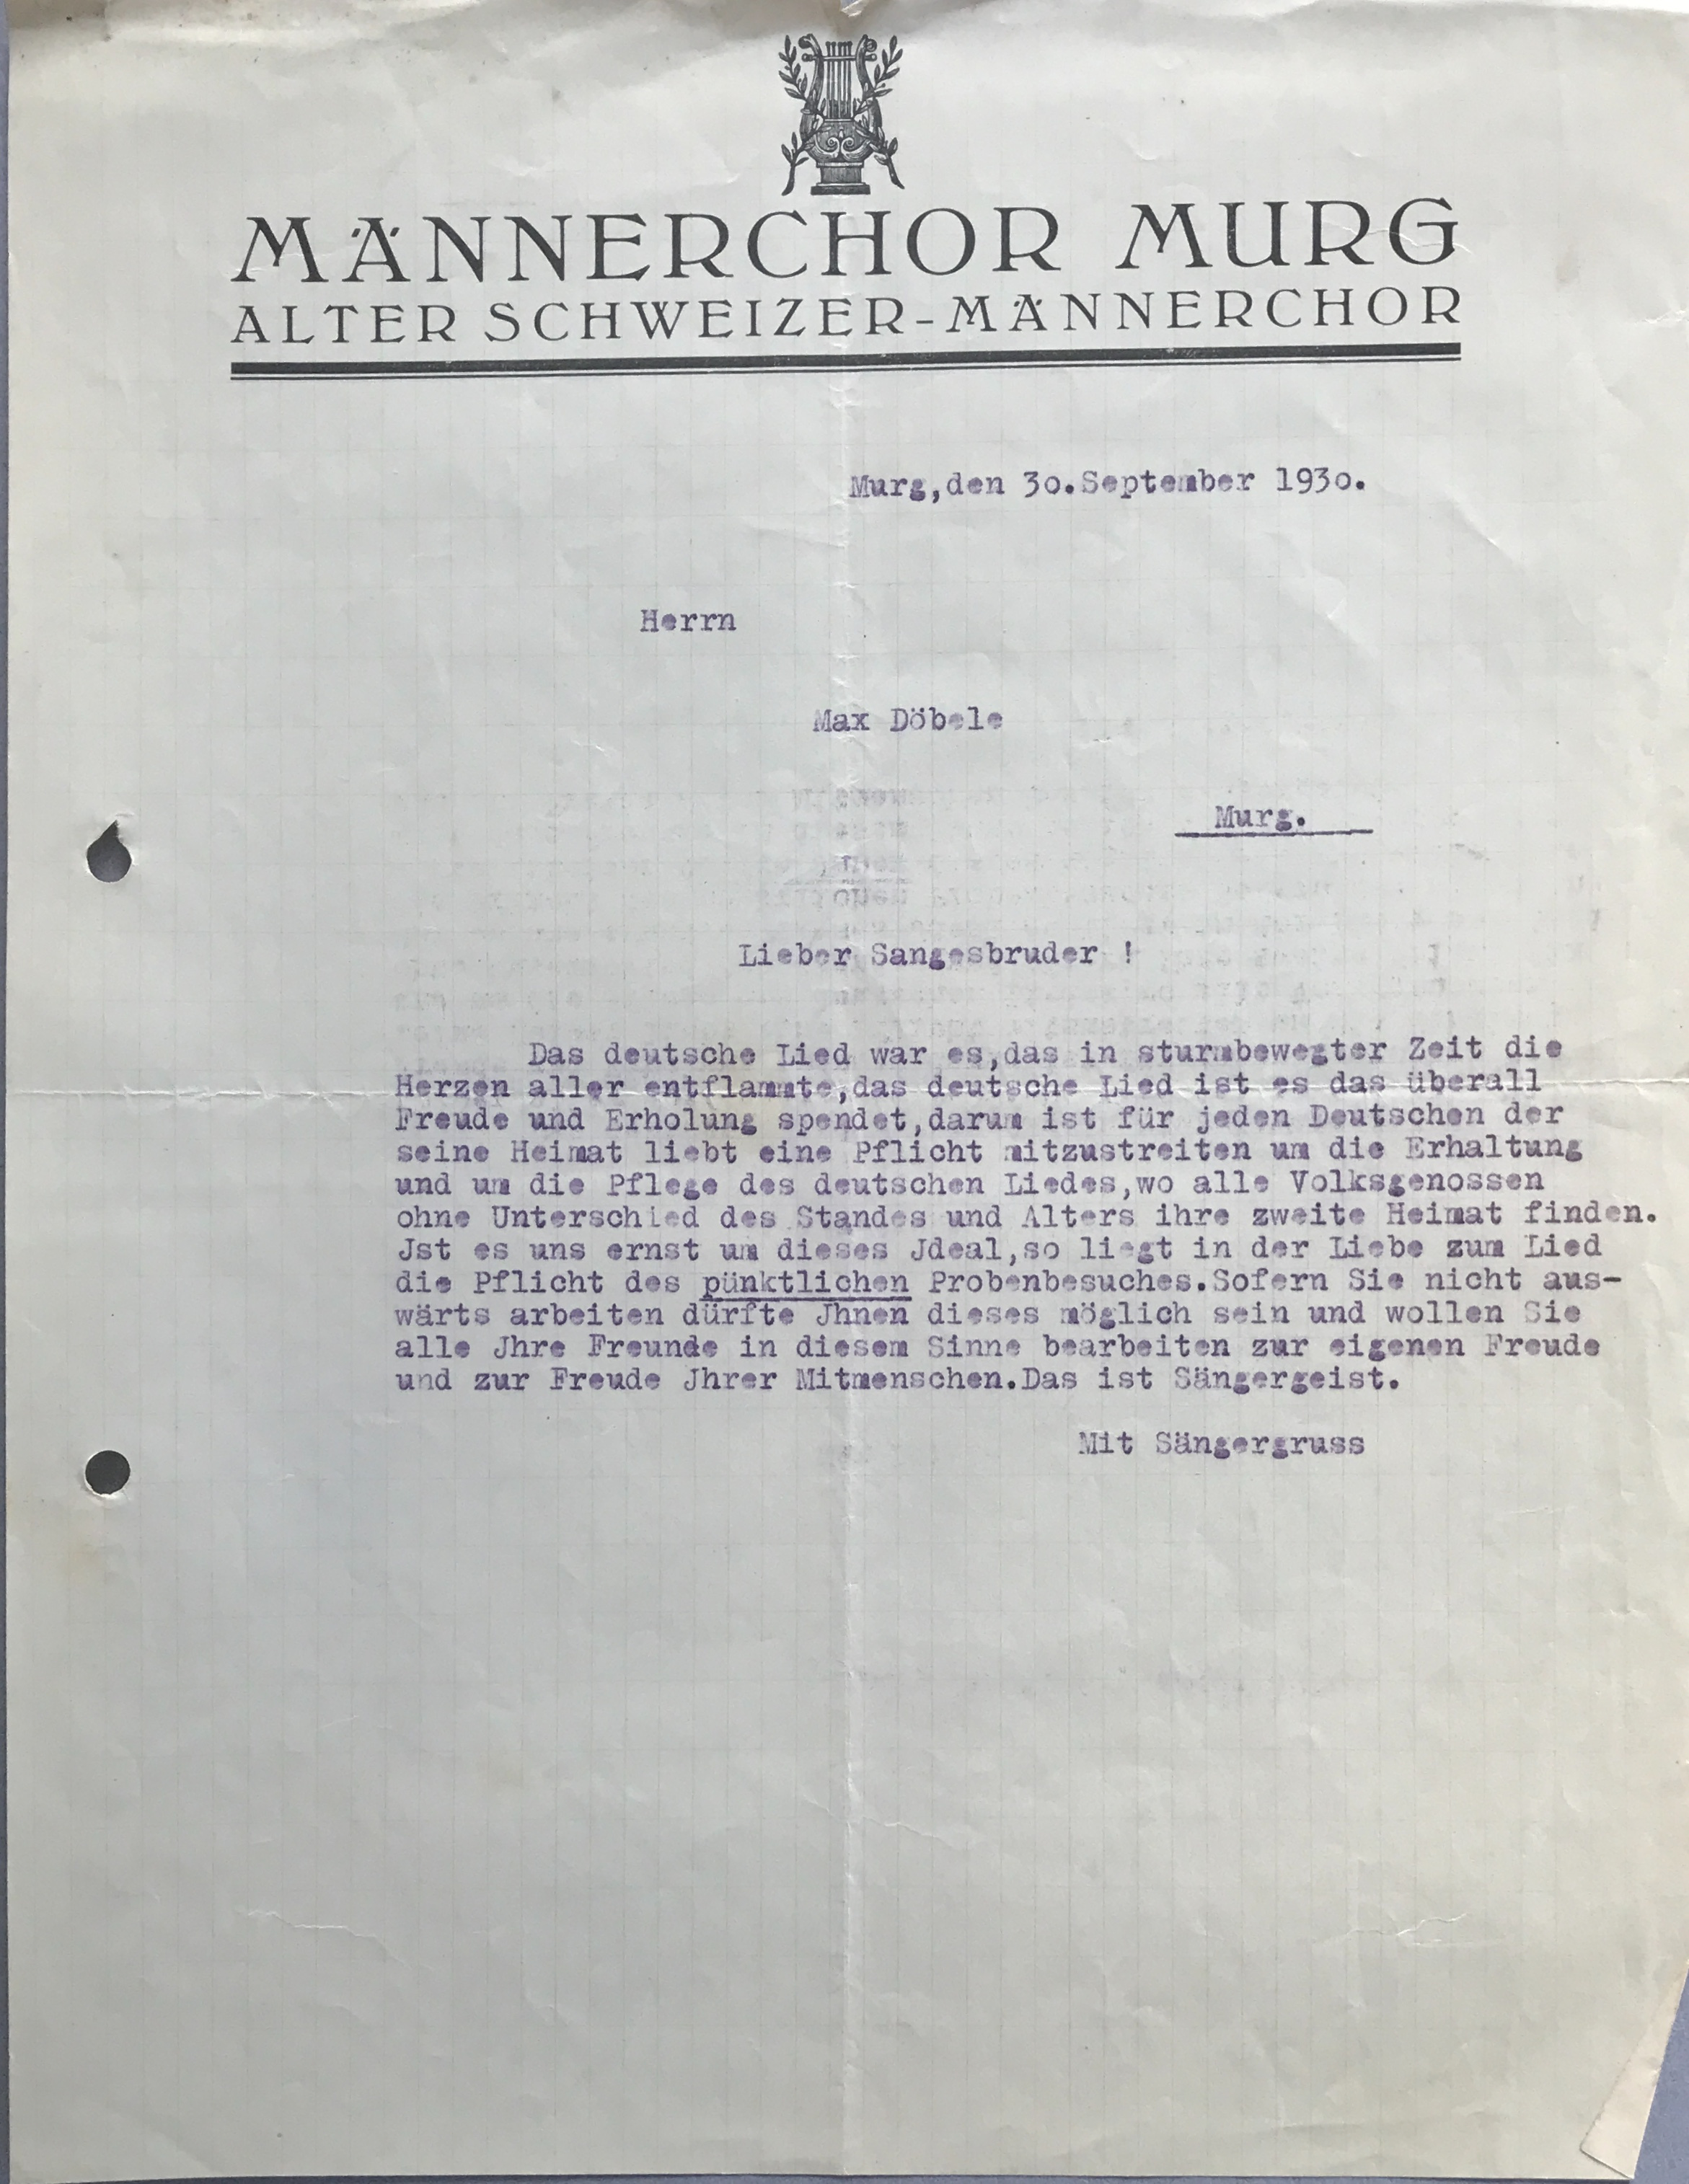 MÄNNERCHOR MURG
ALTER SCHWEIZER-MÄNNERCHOR
Murg,den 30.September 1930.
Herrn
Max Döbele
Murg.
Lieber Sangesbruder !
Das deutsche Lied war es,das in sturmbewegter Zeit die
Herzen aller entflammte,das deutsche Lied ist es das überall
Freude und Erholung spendet,darum ist für jeden Deutschen der
seine Heimat liebt eine Pflicht mitzustreiten um die Erhaltung
und um die Pflege des deutschen Liedes,wo alle Volksgenossen
ohne Unterschied des Standes und Alters ihre zweite Heimat finden.
Jst es uns ernst um dieses Jdeal,so liegt in der Liebe zum Lied
die Pflicht des pünktlichen Probenbesuches.Sofern Sie nicht aus-
wärts arbeiten dürfte Jhnen dieses möglich sein und wollen Sie
alle Jhre Freunde in diesem Sinne bearbeiten zur eigenen Freude
und zur Freude Jhrer Mitmenschen.Das ist Sängergeist.
Mit Sängergruss